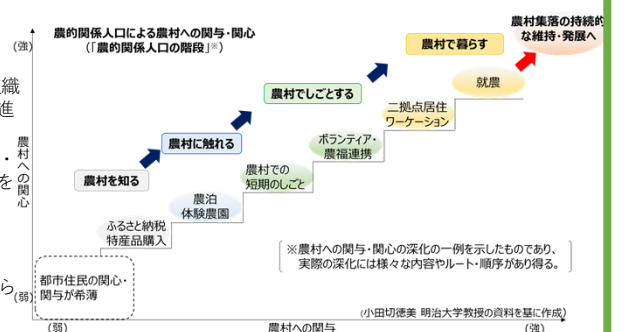 農的関係人口による農村への関与・関心
(「農的関係人口の階段」※)
農村集落の持続的
な維持・発展へ
(強)
農村で暮らす
織
進
・
を
ら
農村への関心
農村でしごとする
就農
二拠点居住
ワーケーション
農村に触れる
ボランティア・
農福連携
農村を知る
農村での
短期のしごと
農泊
体験農園
ふるさと納税
特産品購入
※農村への関与・関心の深化の一例を示したものであり、
実際の深化には様々な内容やルート・順序があり得る。
都市住民の関心・
関与が希薄
(弱)
(小田切徳美 明治大学教授の資料を基に作成)
(弱)
農村への関与
(強)